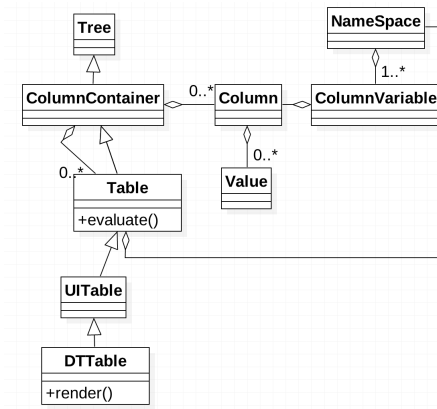 NameSpace
Tree
1..*
ColumnContainer
0..*
Column
ColumnVariable
0..*
0..*
Value
Table
+evaluate()
UITable
DTTable
+render()